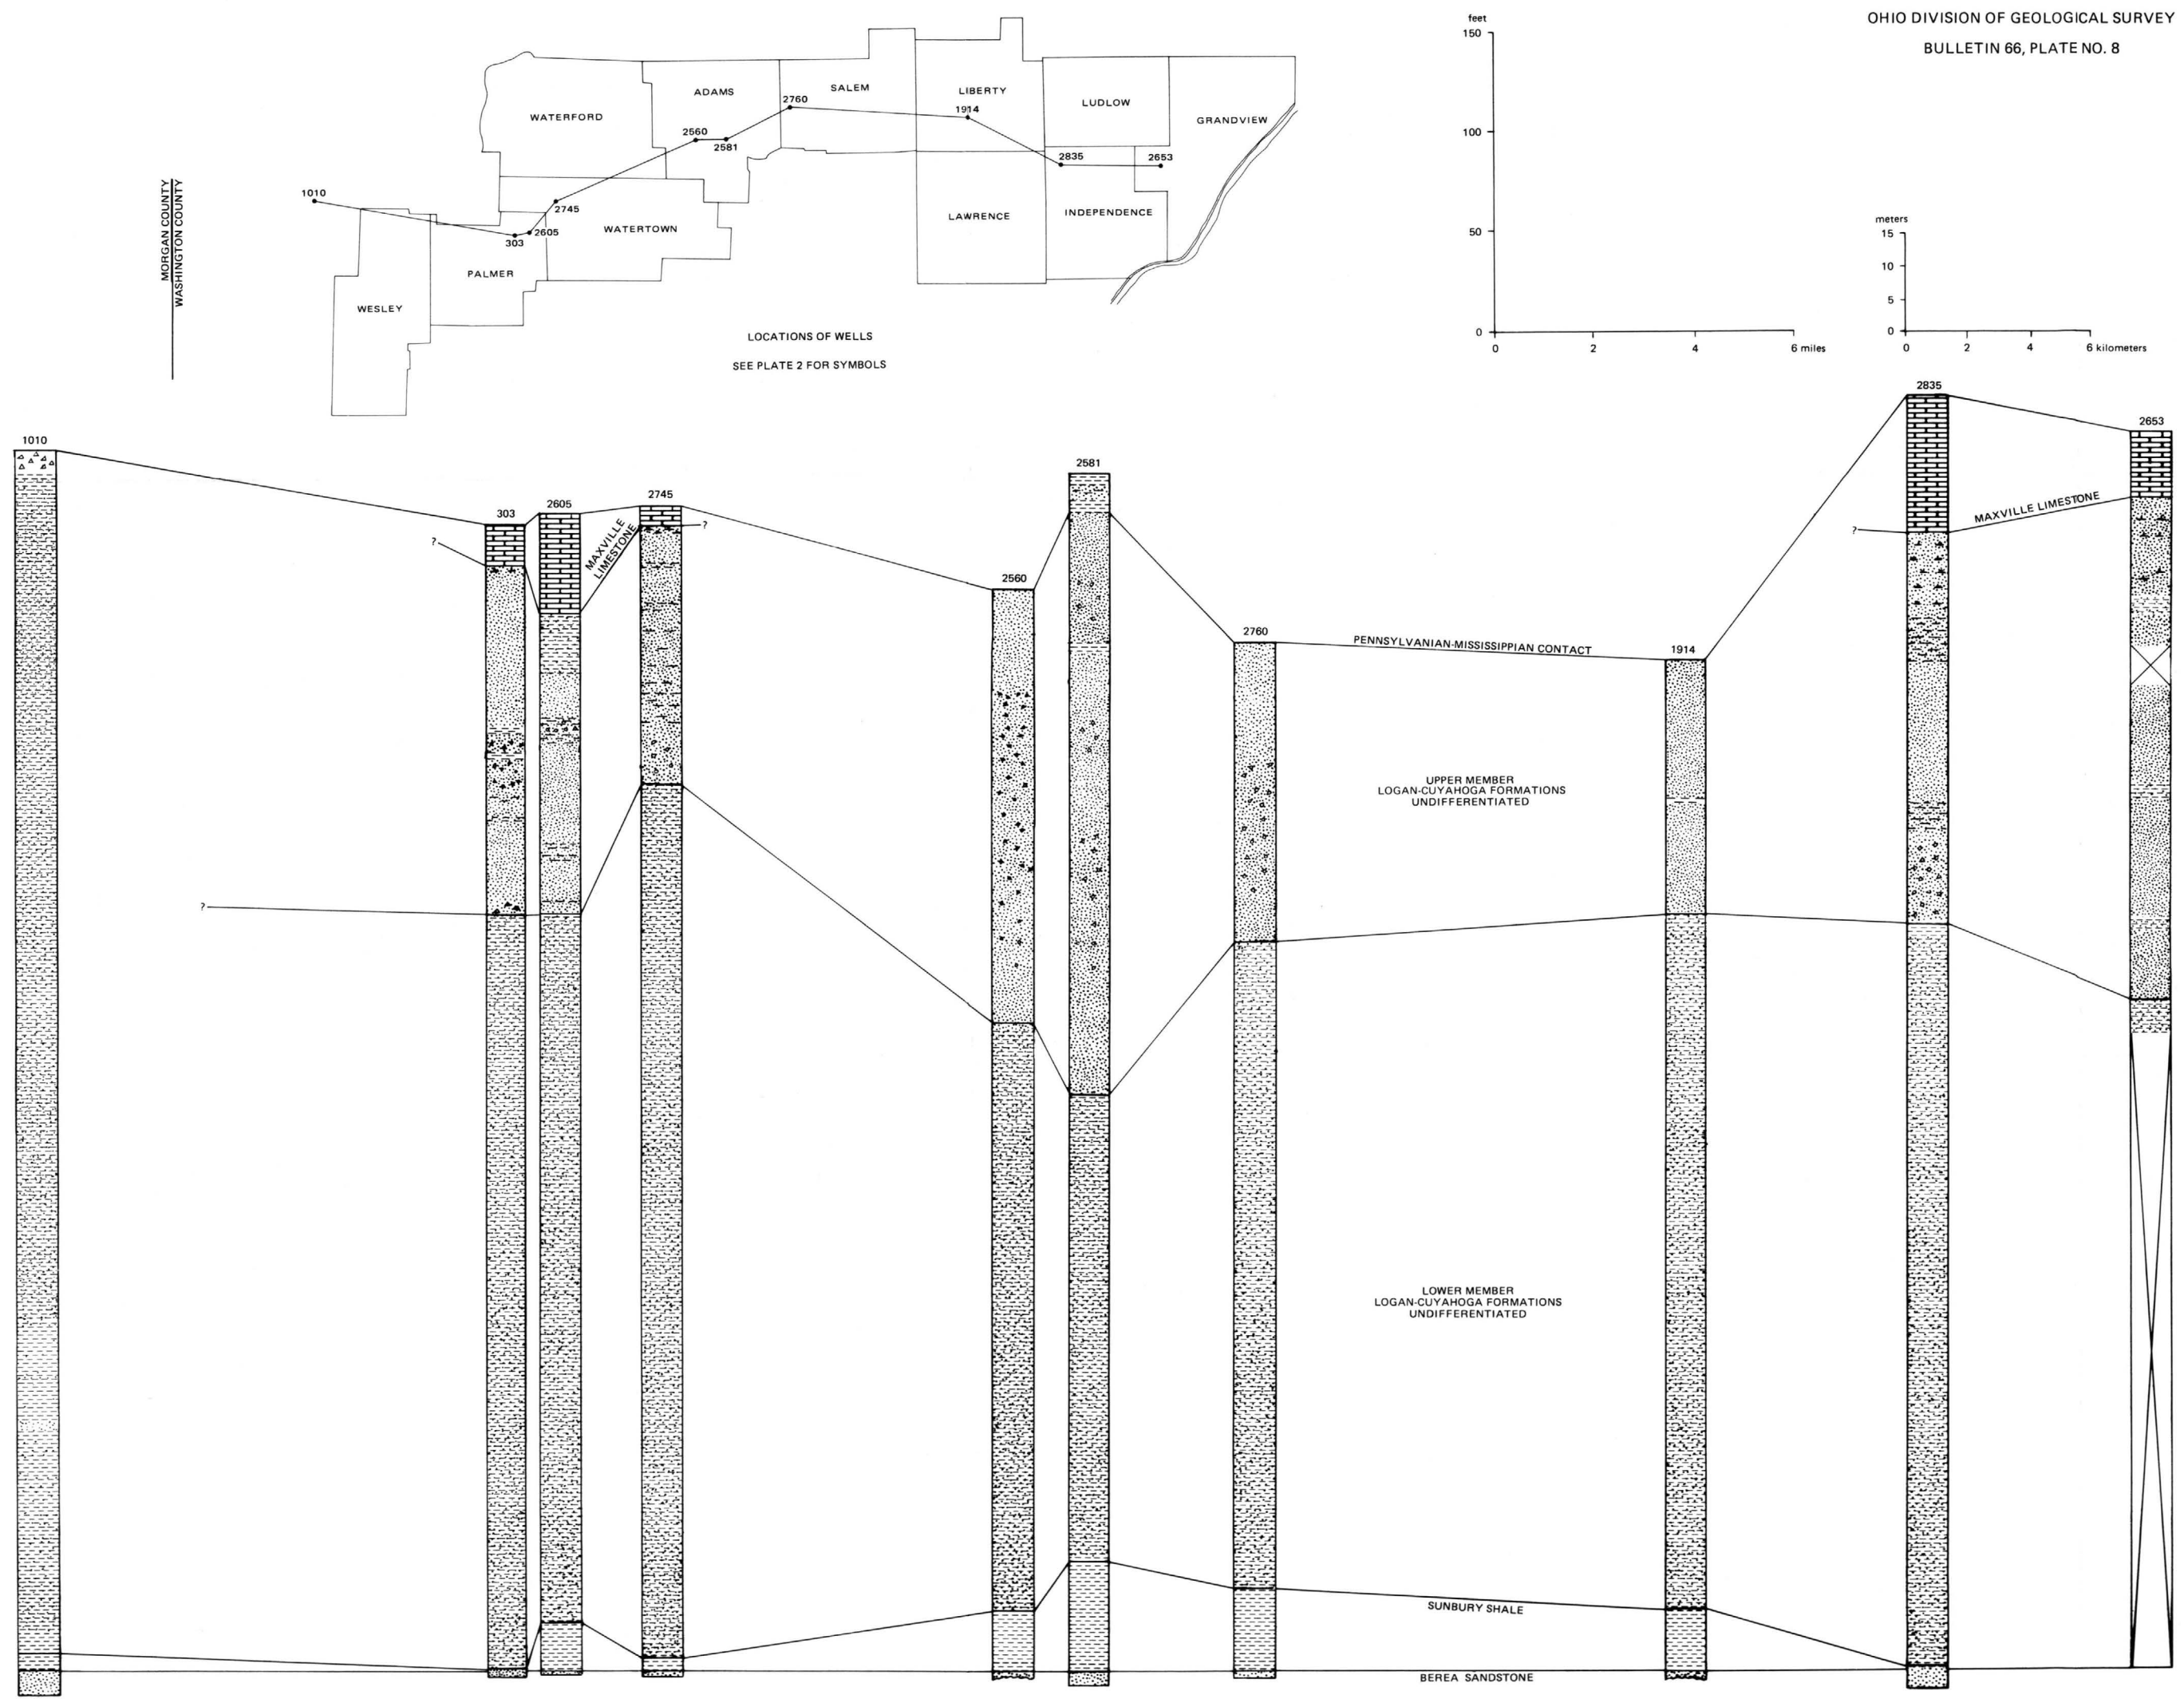 OHIO DIVISION OF GEOLOGICAL SURVEY
BULLETIN 66, PLATE NO. 8
MORGAN COUNTY
WASHINGTON COUNTY
WATERFORD
ADAMS
SALEM
LIBERTY
LUDLOW
GRANDVIEW
WESLEY
PALMER
WATERTOWN
LAWRENCE
INDEPENDENCE
1010
303
2605
2745
2560
2581
2760
1914
2835
2653
LOCATIONS OF WELLS
SEE PLATE 2 FOR SYMBOLS
feet
150
100
50
0
0
2
4
6 miles
meters
15
10
5
0
0
2
4
6 kilometers
1010
303
2605
2745
2560
2581
2760
1914
2835
2653
?
MAXVILLE
LIMESTONE
?
?
MAXVILLE LIMESTONE
PENNSYLVANIAN-MISSISSIPPIAN CONTACT
UPPER MEMBER
LOGAN-CUYAHOGA FORMATIONS
UNDIFFERENTIATED
?
LOWER MEMBER
LOGAN-CUYAHOGA FORMATIONS
UNDIFFERENTIATED
SUNBURY SHALE
BEREA SANDSTONE